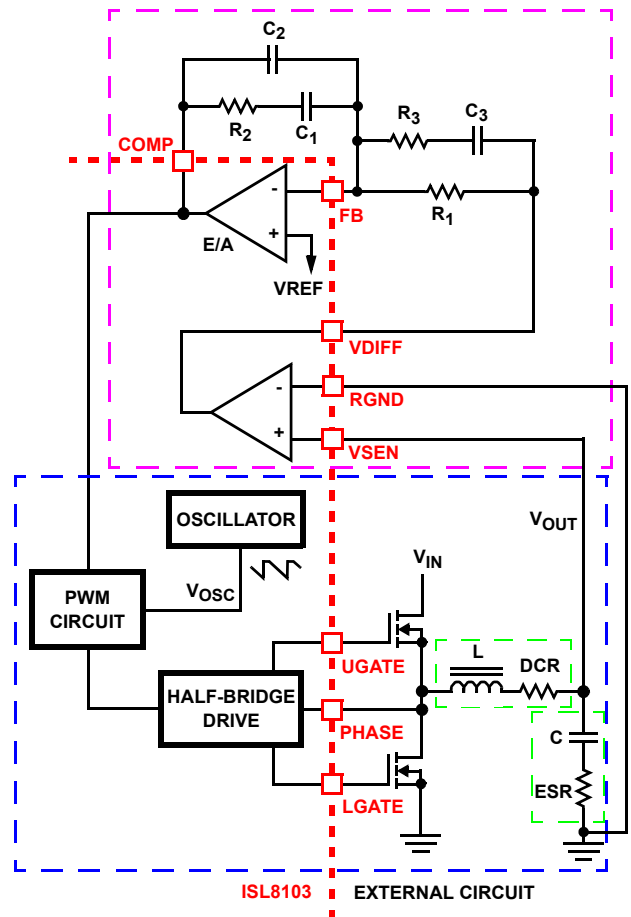 C2
R2
C1
R3
C3
COMP
R1
-
+
E/A
FB
VREF
VDIFF
-
RGND
+
VSEN
OSCILLATOR
VOUT
VOSC
VIN
PWM
CIRCUIT
UGATE
L
DCR
HALF-BRIDGE
DRIVE
PHASE
C
LGATE
ESR
ISL8103
EXTERNAL CIRCUIT